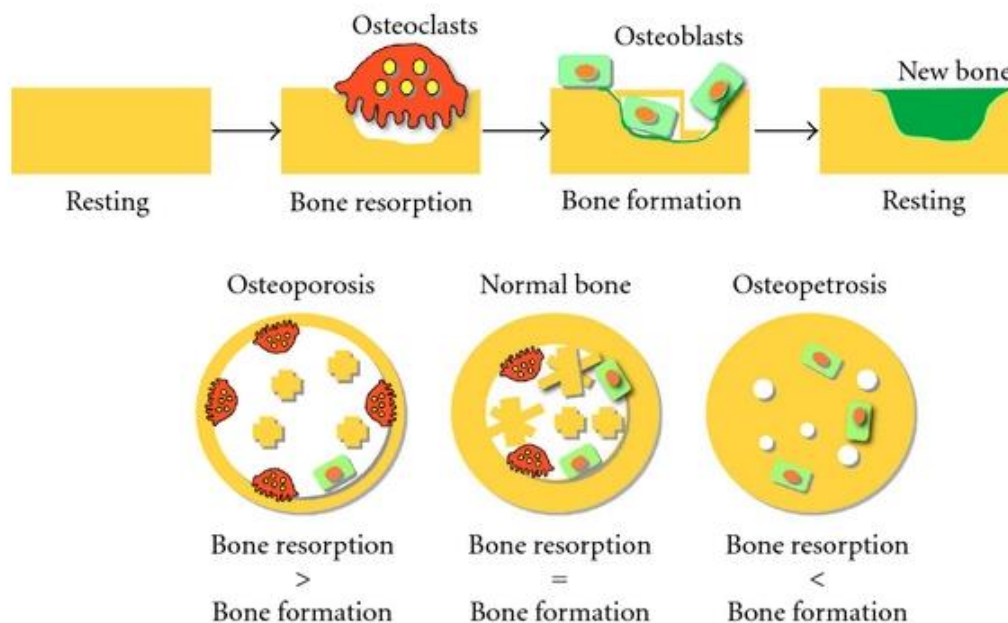 Osteoclasts
Osteoblasts
New bone
Resting
Bone resorption
Bone formation
Resting
Osteoporosis
Normal bone
Osteopetrosis
Bone resorption
>
Bone formation
Bone resorption
=
Bone formation
Bone resorption
<
Bone formation